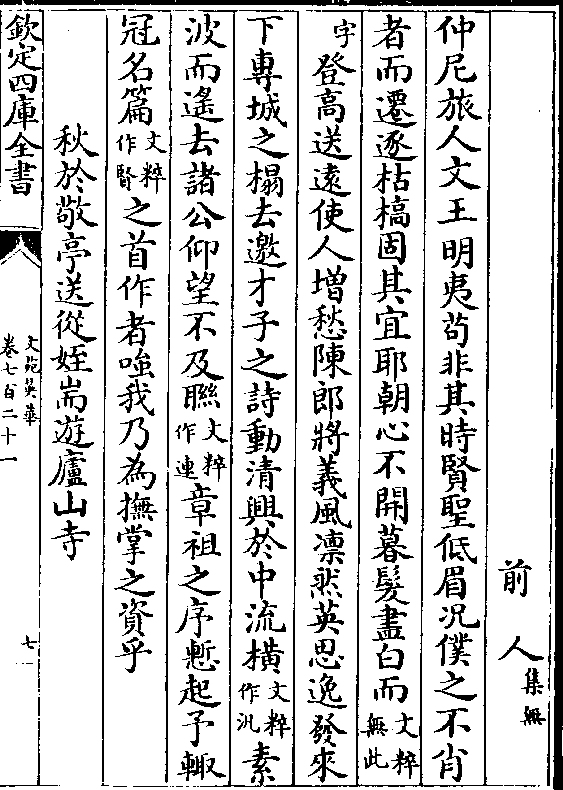 前人集無
仲尼旅人文王明夷苟非其時賢聖低眉况僕之不肖
者而遷逐枯槁固其宜耶朝心不開暮髮盡白而文粹無此
字登高送遠使人增愁陳郎將義風凛然英思逸發來
下專城之榻去邀才子之詩動清興於中流橫文粹作汎素
波而遙去諸公仰望不及聮文粹作連章祖之序慙起予輙
冠名篇文粹作賢之首作者嗤我乃為撫掌之資乎
秋於敬亭送從姪耑遊廬山寺
欽定四庫全書
文苑英華
卷七百二十一
七